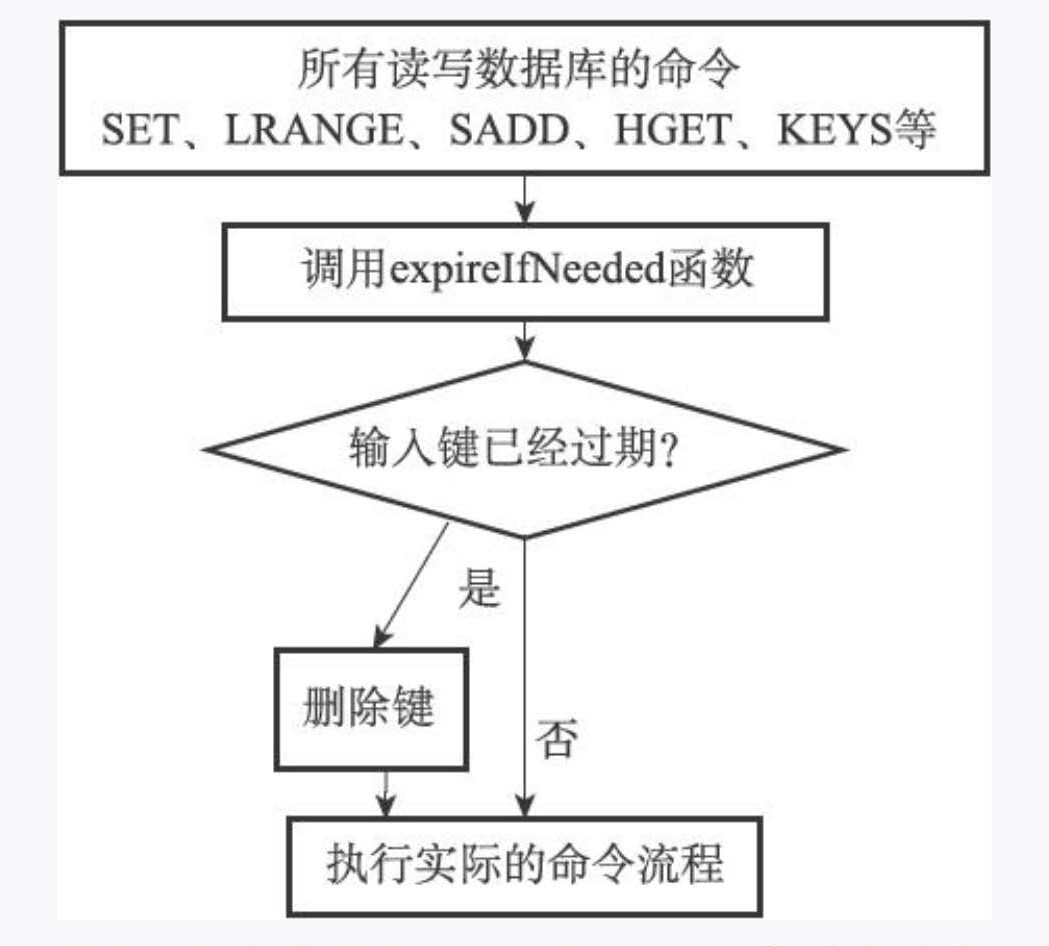 所有读写数据库的命令
SET、LRANGE、SADD、HGET、KEYS等
调用expireIfNeeded函数
输入键已经过期?
是
删除键
否
执行实际的命令流程